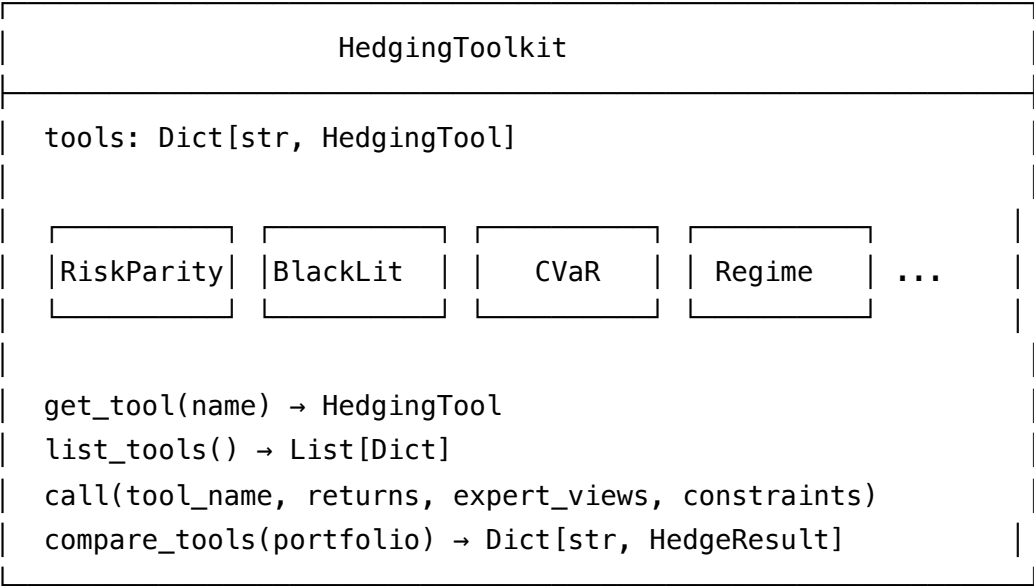 HedgingToolkit
tools: Dict[str, HedgingTool]
RiskParity BlackLit CVaR Regime ...
get_tool(name) → HedgingTool
list_tools() → List[Dict]
call(tool_name, returns, expert_views, constraints)
compare_tools(portfolio) → Dict[str, HedgeResult]